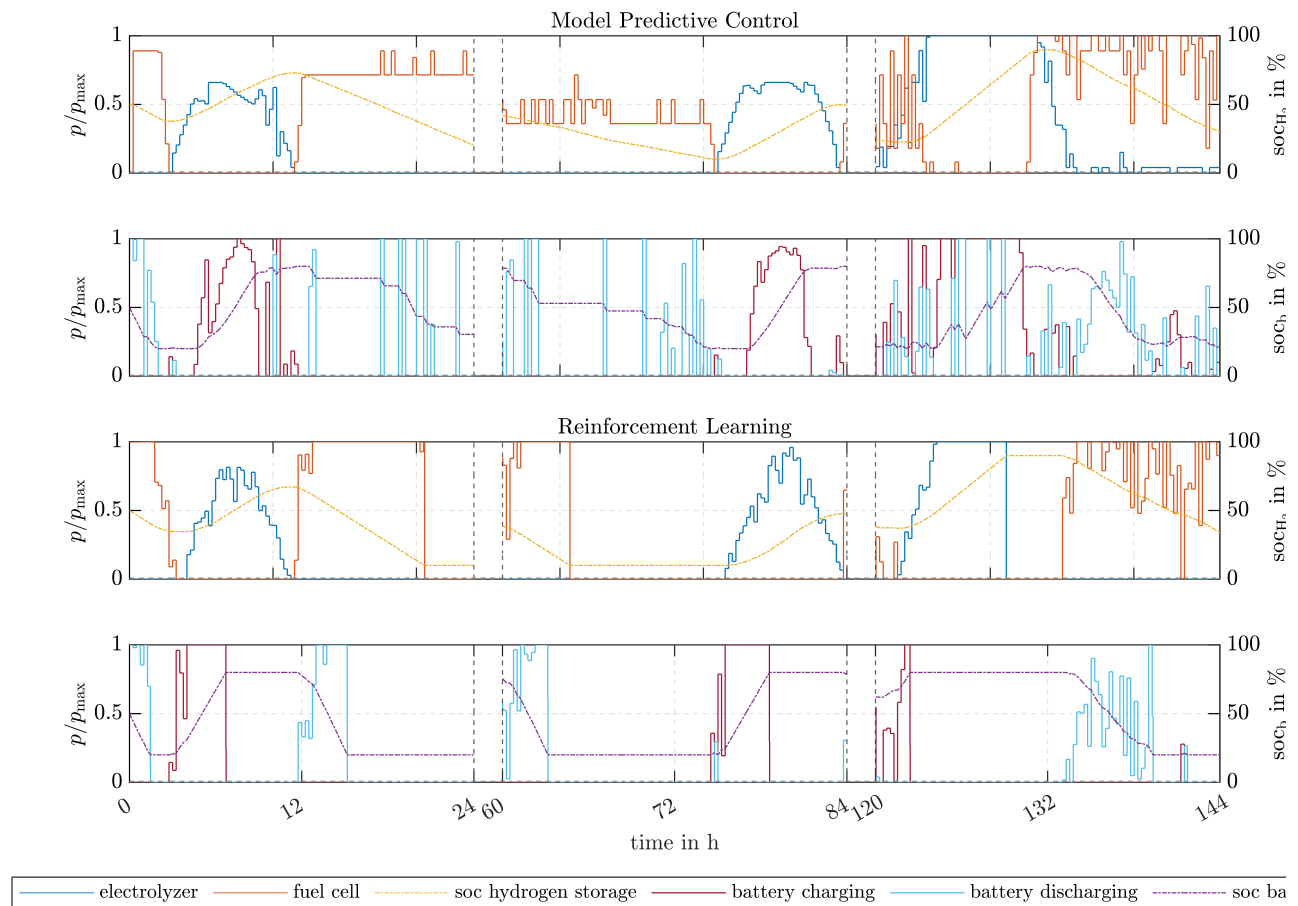 Model Predictive Control
1
0.5
0
p/pmax
100
50
0
socH₂ in %
1
0.5
0
p/pmax
100
50
0
socb in %
Reinforcement Learning
1
0.5
0
p/pmax
100
50
0
socH₂ in %
1
0.5
0
p/pmax
100
50
0
socb in %
0 12 24 60 72 84 120 132 144
time in h
electrolyzer fuel cell soc hydrogen storage battery charging battery discharging soc ba